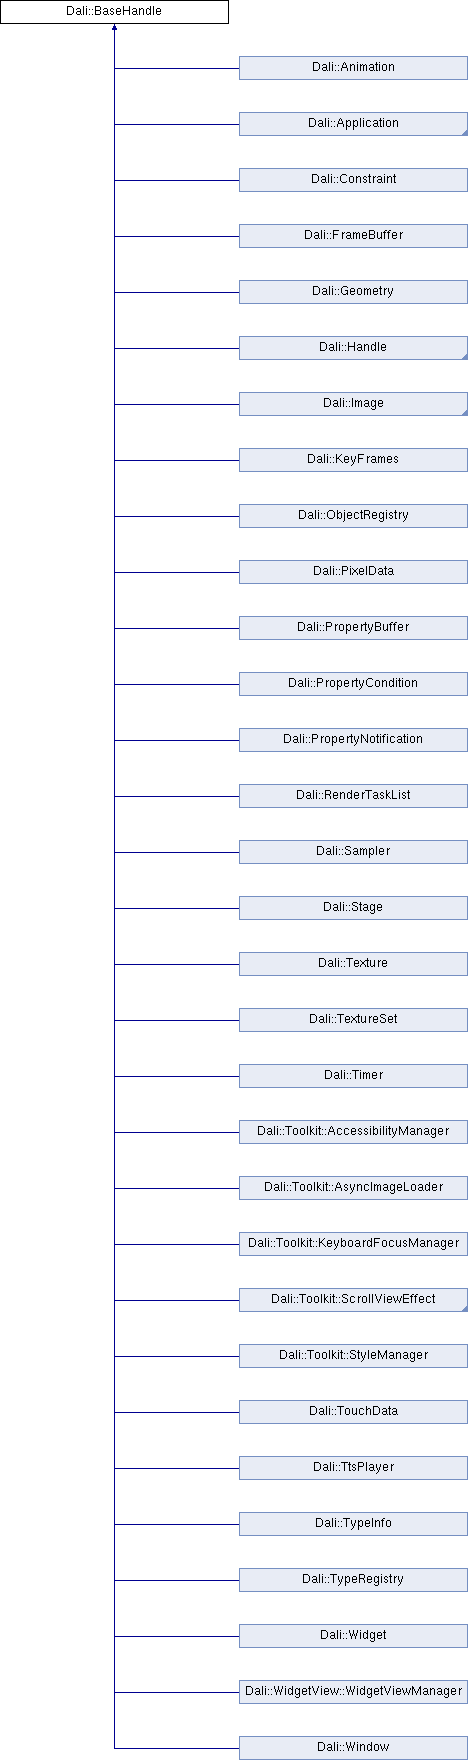 Dali::BaseHandle
Dali::Animation
Dali::Application
Dali::Constraint
Dali::FrameBuffer
Dali::Geometry
Dali::Handle
Dali::Image
Dali::KeyFrames
Dali::ObjectRegistry
Dali::PixelData
Dali::PropertyBuffer
Dali::PropertyCondition
Dali::PropertyNotification
Dali::RenderTaskList
Dali::Sampler
Dali::Stage
Dali::Texture
Dali::TextureSet
Dali::Timer
Dali::Toolkit::AccessibilityManager
Dali::Toolkit::AsyncImageLoader
Dali::Toolkit::KeyboardFocusManager
Dali::Toolkit::ScrollViewEffect
Dali::Toolkit::StyleManager
Dali::TouchData
Dali::TtsPlayer
Dali::TypeInfo
Dali::TypeRegistry
Dali::Widget
Dali::WidgetView::WidgetViewManager
Dali::Window